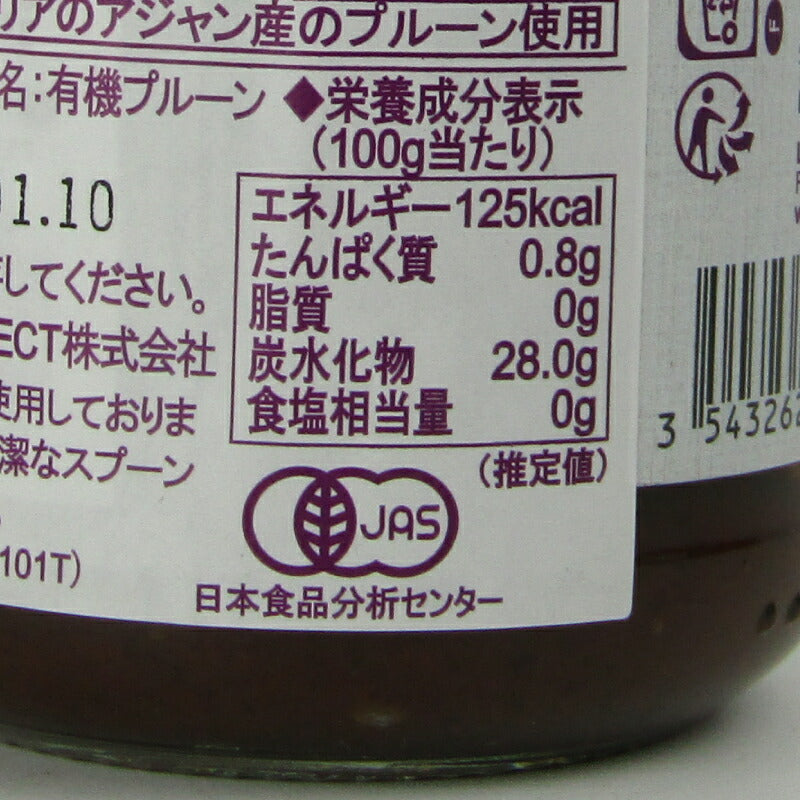 リアのアジャン産のプルーン使用
名:有機プルーン
◆栄養成分表示
(100g当たり)
エネルギー125kcal
たんぱく質 0.8g
脂質 0g
炭水化物 28.0g
食塩相当量 0g
(推定値)
1.10
してください。
ECT株式会社
使用しておりま
潔なスプーン
101T)
JAS
日本食品分析センター
F
3 543262